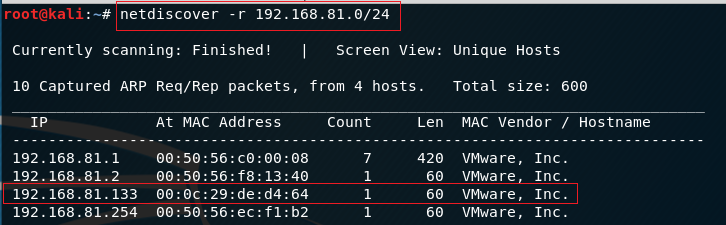 root@kali:~# netdiscover -r 192.168.81.0/24
Currently scanning: Finished!   |   Screen View: Unique Hosts
10 Captured ARP Req/Rep packets, from 4 hosts.   Total size: 600
IP            At MAC Address     Count     Len  MAC Vendor / Hostname
192.168.81.1    00:50:56:c0:00:08      7     420  VMware, Inc.
192.168.81.2    00:50:56:f8:13:40      1      60  VMware, Inc.
192.168.81.133  00:0c:29:de:d4:64      1      60  VMware, Inc.
192.168.81.254  00:50:56:ec:f1:b2      1      60  VMware, Inc.